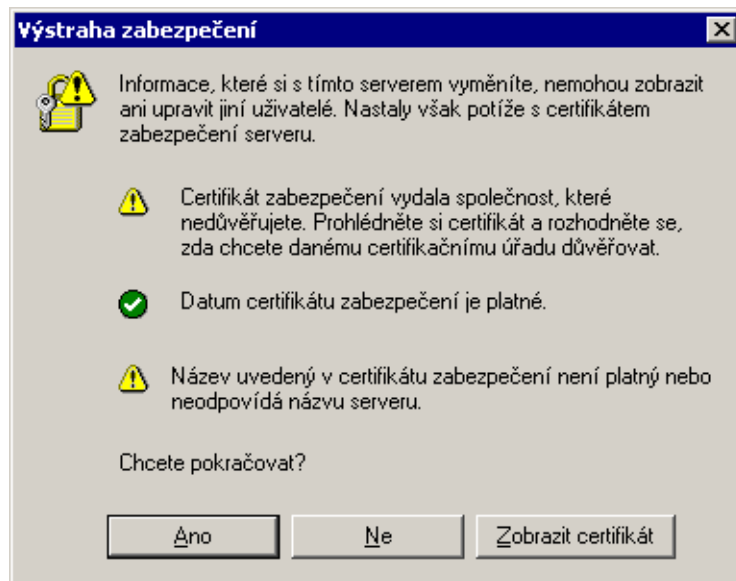 Výstraha zabezpečení
Informace, které si s tímto serverem vyměníte, nemohou zobrazit
ani upravit jiní uživatelé. Nastaly však potíže s certifikátem
zabezpečení serveru.
Certifikát zabezpečení vydala společnost, které
nedůvěřujete. Prohlédněte si certifikát a rozhodněte se,
zda chcete danému certifikačnímu úřadu důvěřovat.
Datum certifikátu zabezpečení je platné.
Název uvedený v certifikátu zabezpečení není platný nebo
neodpovídá názvu serveru.
Chcete pokračovat?
Ano Ne Zobrazit certifikát